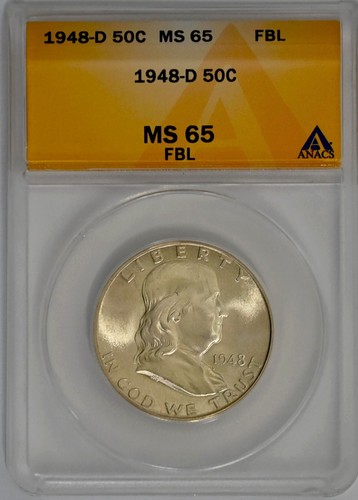 1948-D 50C MS 65 FBL
1948-D 50C
MS 65
FBL
ANACS
LIBERTY
1948
IN GOD WE TRUST